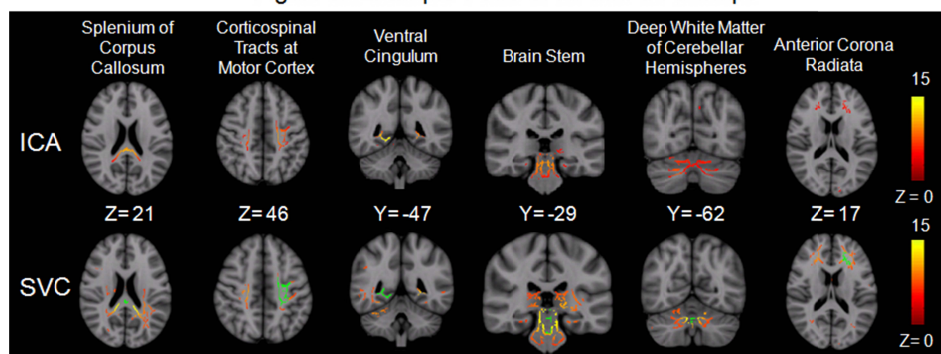 Splenium of
Corpus
Callosum
Corticospinal
Tracts at
Motor Cortex
Ventral
Cingulum
Brain Stem
Deep White Matter
of Cerebellar
Hemispheres
Anterior Corona
Radiata
15
ICA
Z = 0
Z= 21
Z= 46
Y= -47
Y= -29
Y= -62
Z= 17
15
SVC
Z= 0